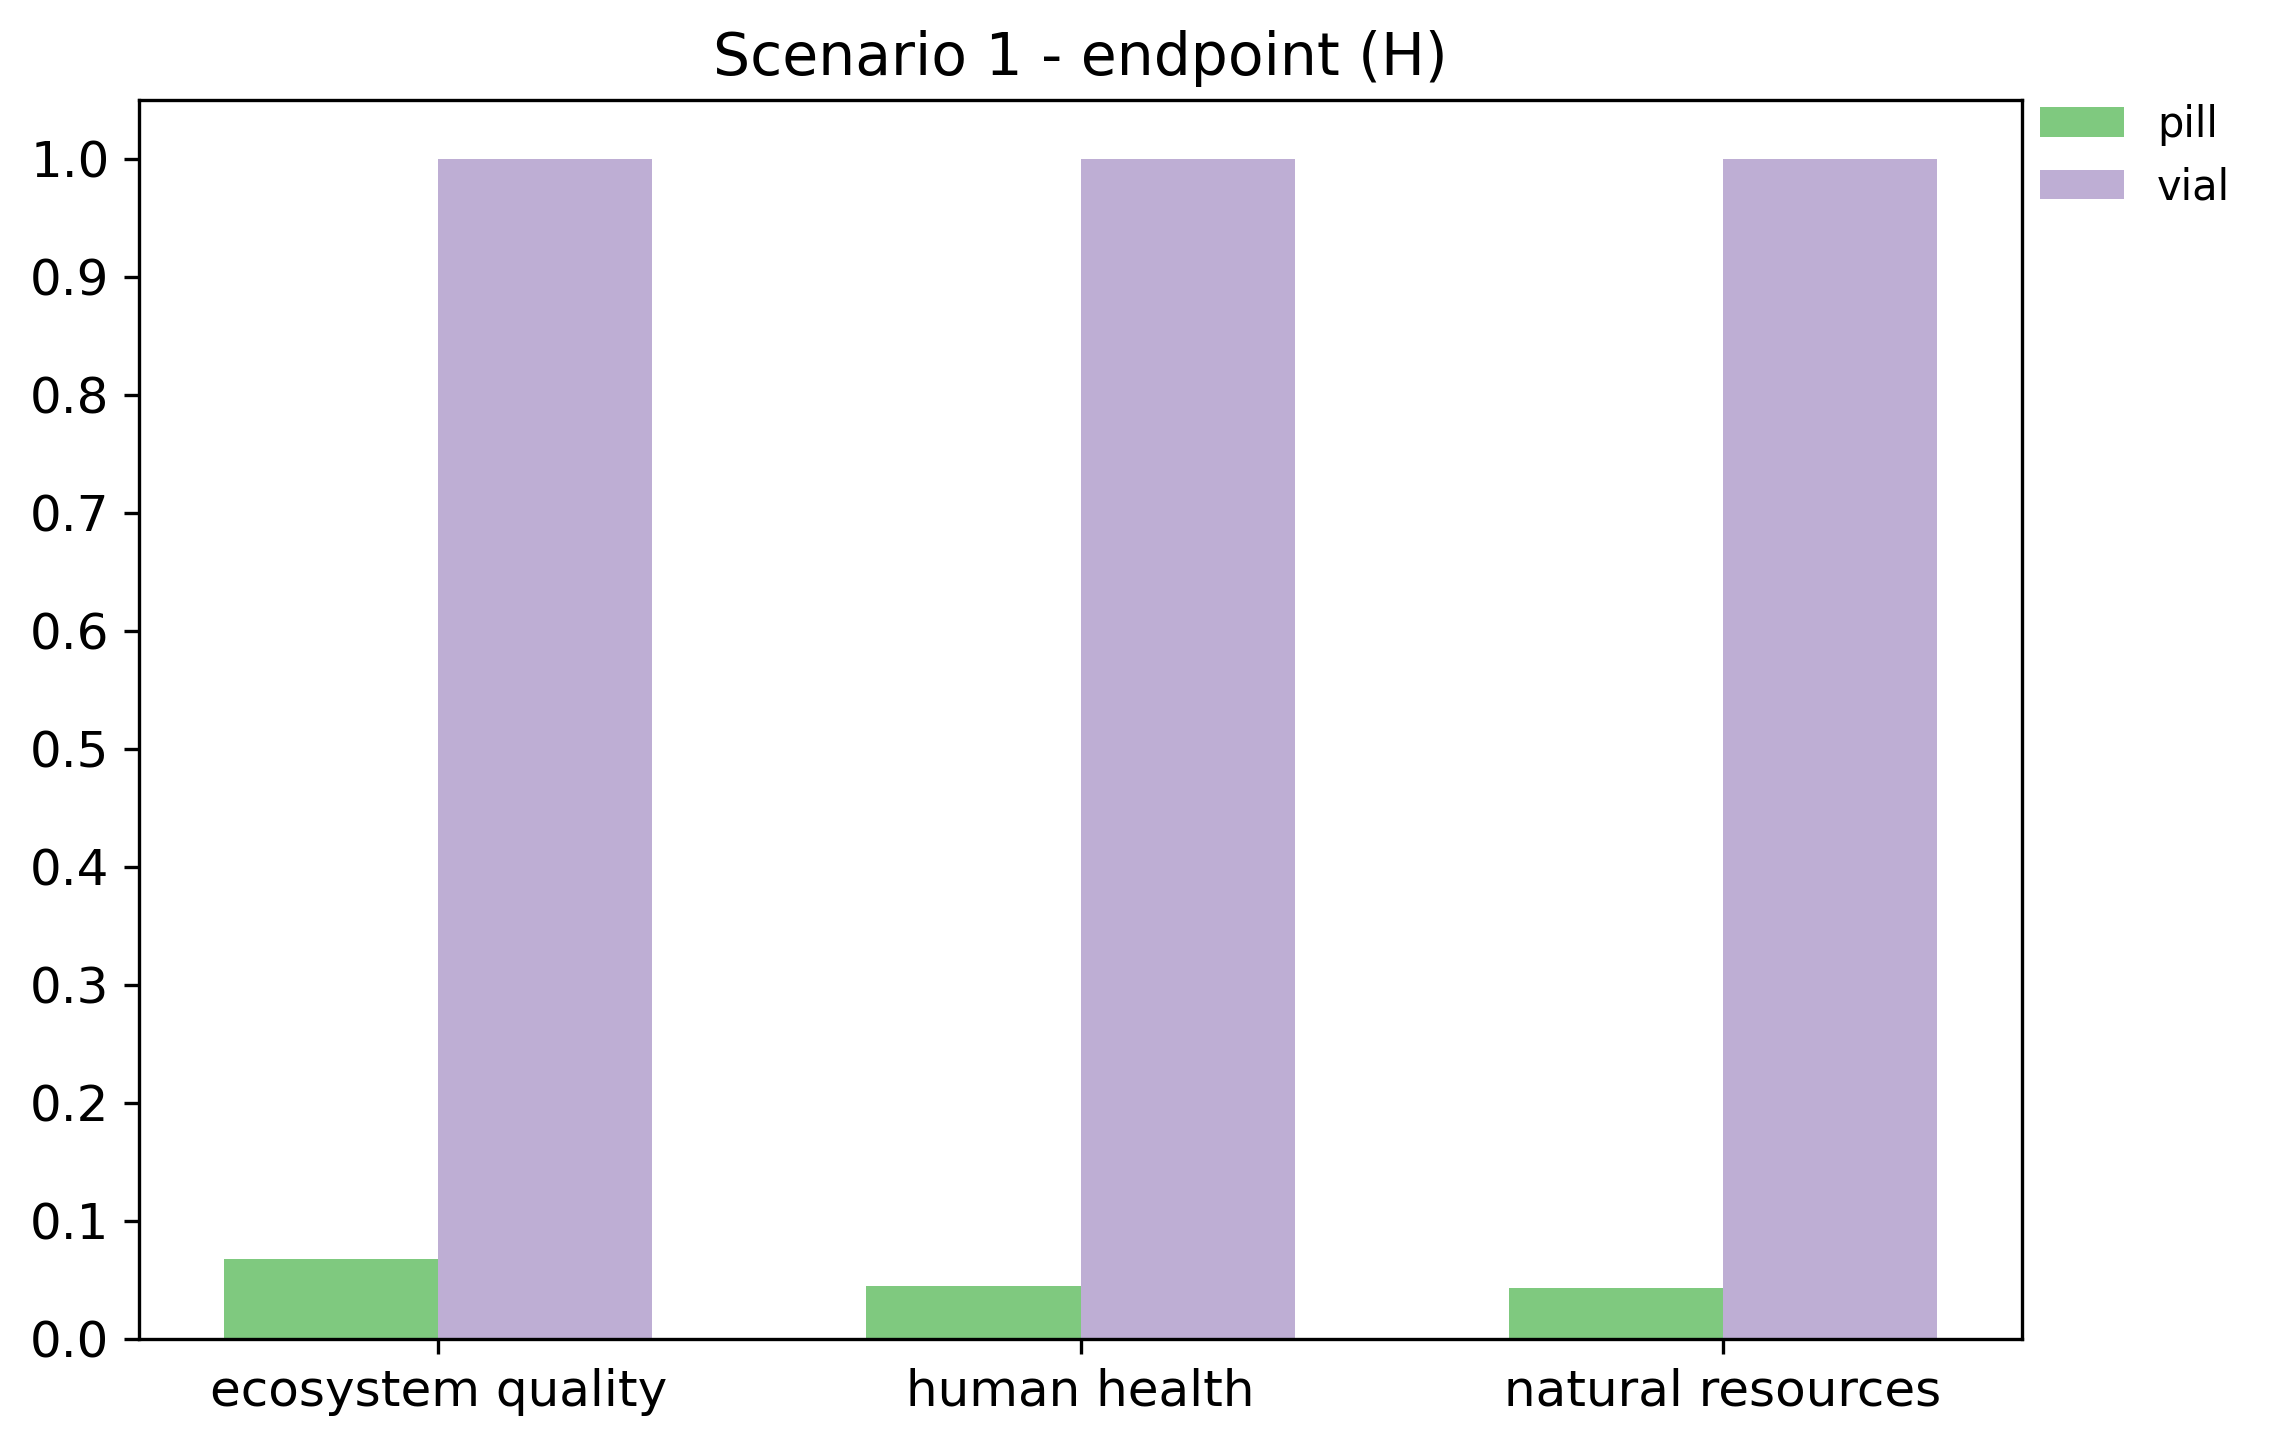 Scenario 1 - endpoint (H)
pill
vial
1.0
0.9
0.8
0.7
0.6
0.5
0.4
0.3
0.2
0.1
0.0
ecosystem quality
human health
natural resources